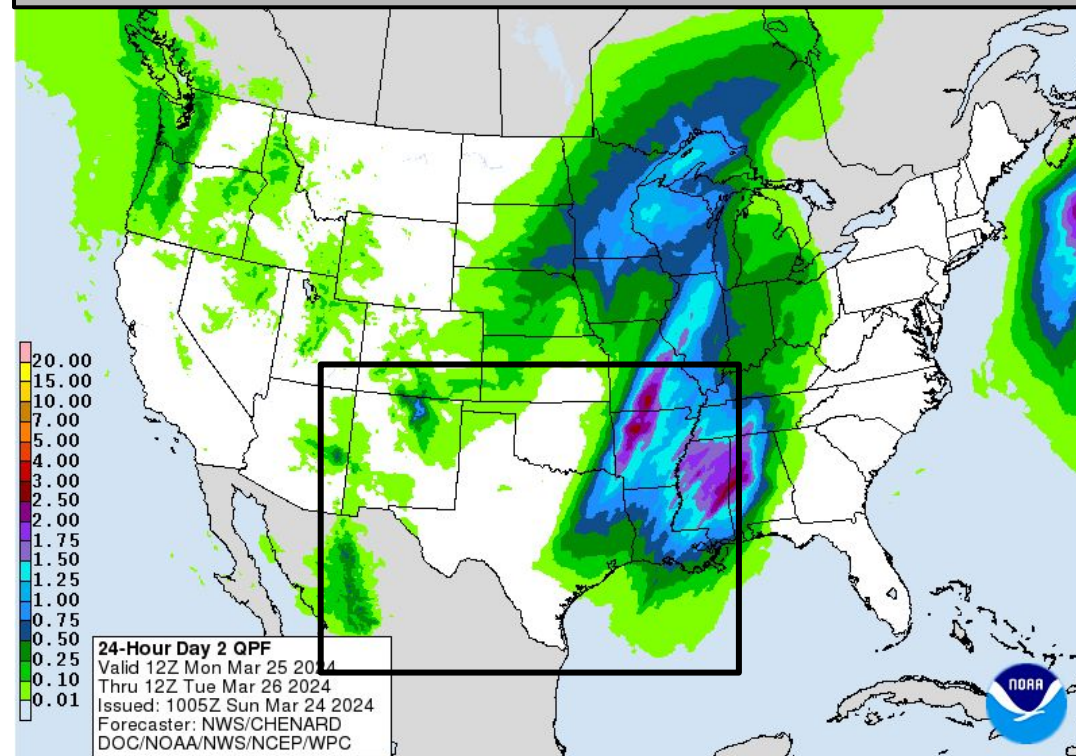 20.00
15.00
10.00
7.00
5.00
4.00
3.00
2.50
2.00
1.75
1.50
1.25
1.00
0.75
0.50
0.25
0.10
0.01
24-Hour Day 2 QPF
Valid 12Z Mon Mar 25 2024
Thru 12Z Tue Mar 26 2024
Issued: 1005Z Sun Mar 24 2024
Forecaster: NWS/CHENARD
DOC/NOAA/NWS/NCEP/WPC
NOAA